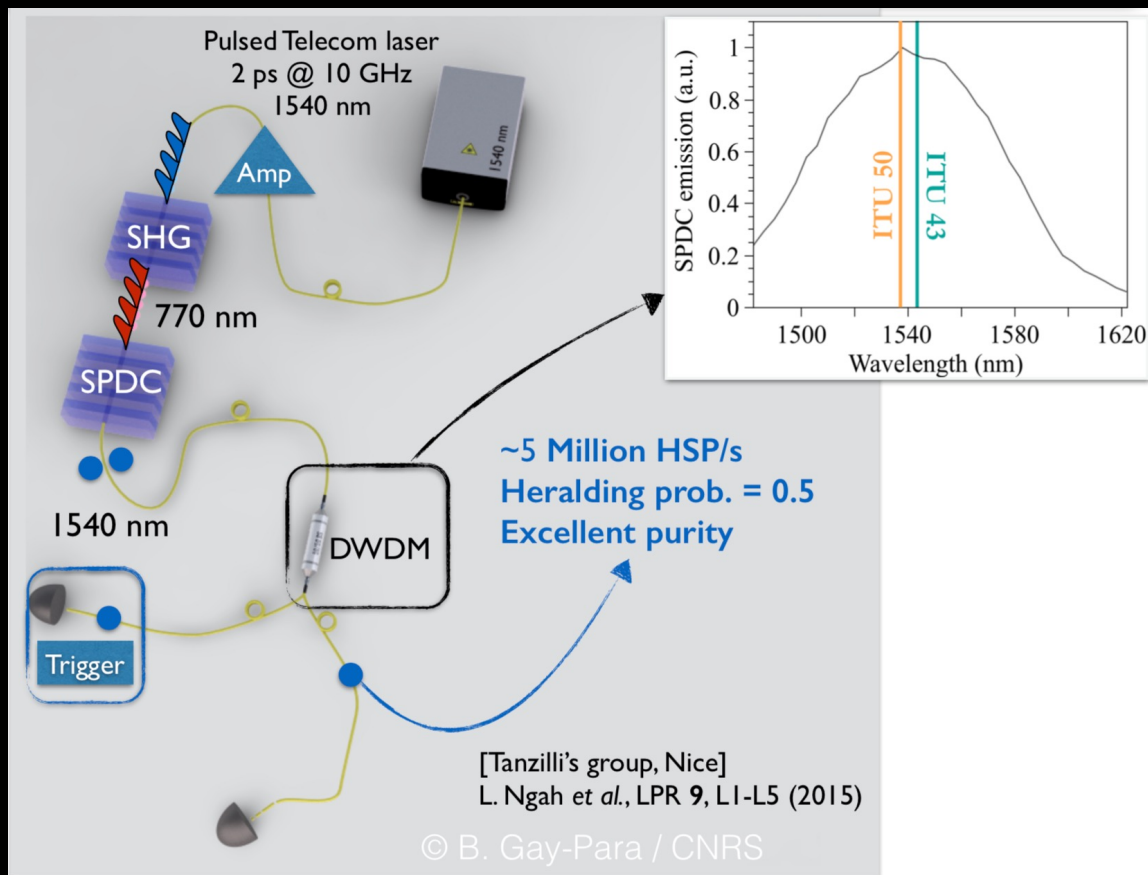 Pulsed Telecom laser
2 ps @ 10 GHz
1540 nm
1540 nm
Amp
SHG
770 nm
SPDC
1540 nm
DWDM
Trigger
~5 Million HSP/s
Heralding prob. = 0.5
Excellent purity
[Tanzilli's group, Nice]
L. Ngah et al., LPR 9, L1-L5 (2015)
© B. Gay-Para / CNRS
SPDC emission (a.u.)
1
0.8
0.6
0.4
0.2
0
ITU 50
ITU 43
1500 1540 1580 1620
Wavelength (nm)